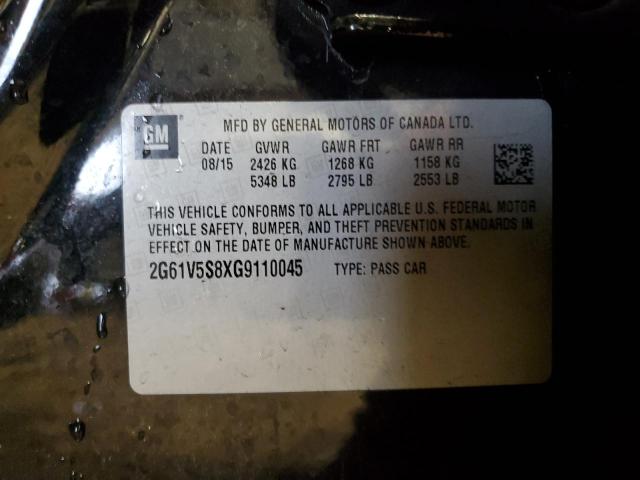 GM
MFD BY GENERAL MOTORS OF CANADA LTD.
DATE GVWR GAWR FRT GAWR RR
08/15 2426 KG 1268 KG 1158 KG
5348 LB 2795 LB 2553 LB
THIS VEHICLE CONFORMS TO ALL APPLICABLE U.S. FEDERAL MOTOR
VEHICLE SAFETY, BUMPER, AND THEFT PREVENTION STANDARDS IN
EFFECT ON THE DATE OF MANUFACTURE SHOWN ABOVE.
2G61V5S8XG9110045 TYPE: PASS CAR